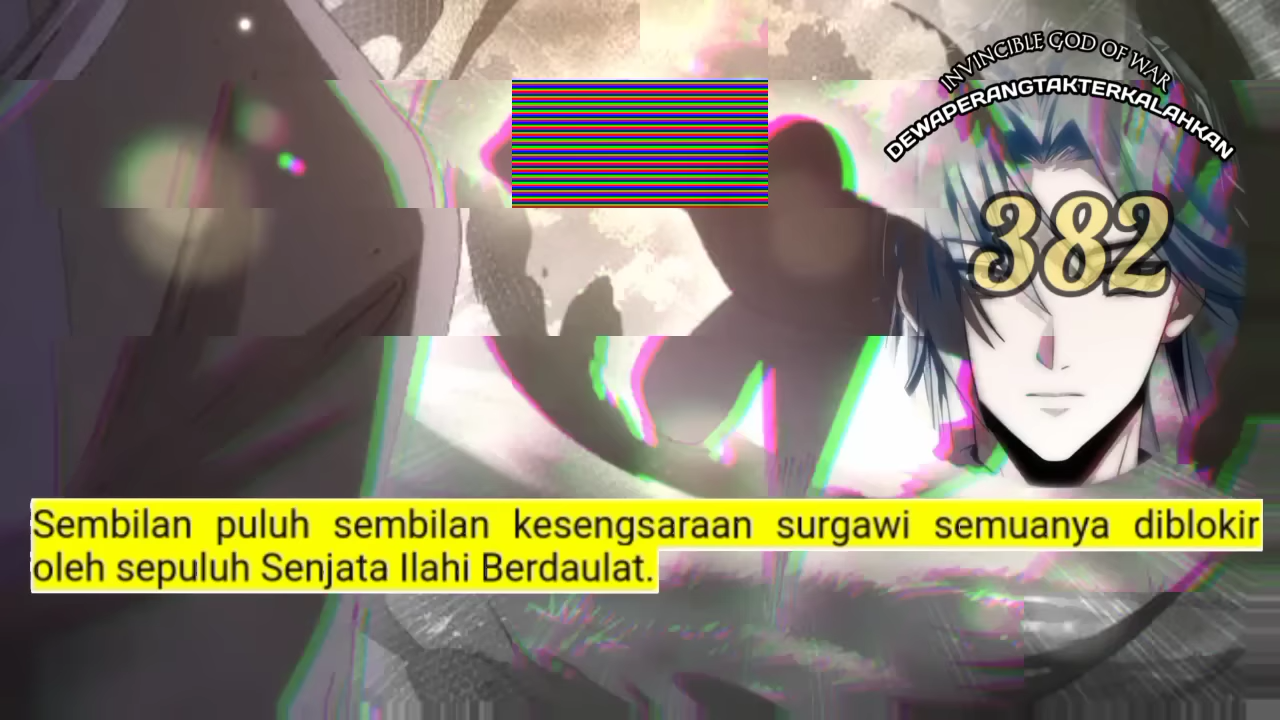 INVINCIBLE GOD OF WAR
DEWAPERANGTAKTERKALAHKAN
382
Sembilan puluh sembilan kesengsaraan surgawi semuanya diblokir
oleh sepuluh Senjata Ilahi Berdaulat.